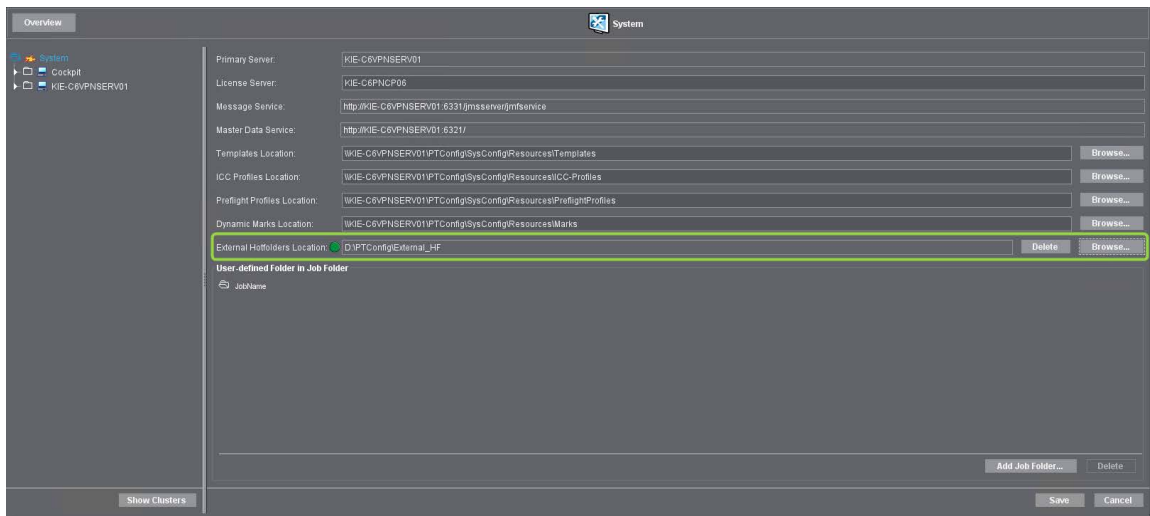 Overview
System
System
Cockpit
KIE-C6VPNSERV01
Primary Server: KIE-C6VPNSERV01
License Server: KIE-C6PNCP06
Message Service: http://KIE-C6VPNSERV01:6331/jmsserver/jmfservice
Master Data Service: http://KIE-C6VPNSERV01:6321/
Templates Location: \\KIE-C6VPNSERV01\PTConfig\SysConfig\Resources\Templates Browse...
ICC Profiles Location: \\KIE-C6VPNSERV01\PTConfig\SysConfig\Resources\ICC-Profiles Browse...
Preflight Profiles Location: \\KIE-C6VPNSERV01\PTConfig\SysConfig\Resources\PreflightProfiles Browse...
Dynamic Marks Location: \\KIE-C6VPNSERV01\PTConfig\SysConfig\Resources\Marks Browse...
External Hotfolders Location: D:\PTConfig\External_HF Delete Browse...
User-defined Folder in Job Folder
JobName
Add Job Folder... Delete
Show Clusters
Save Cancel